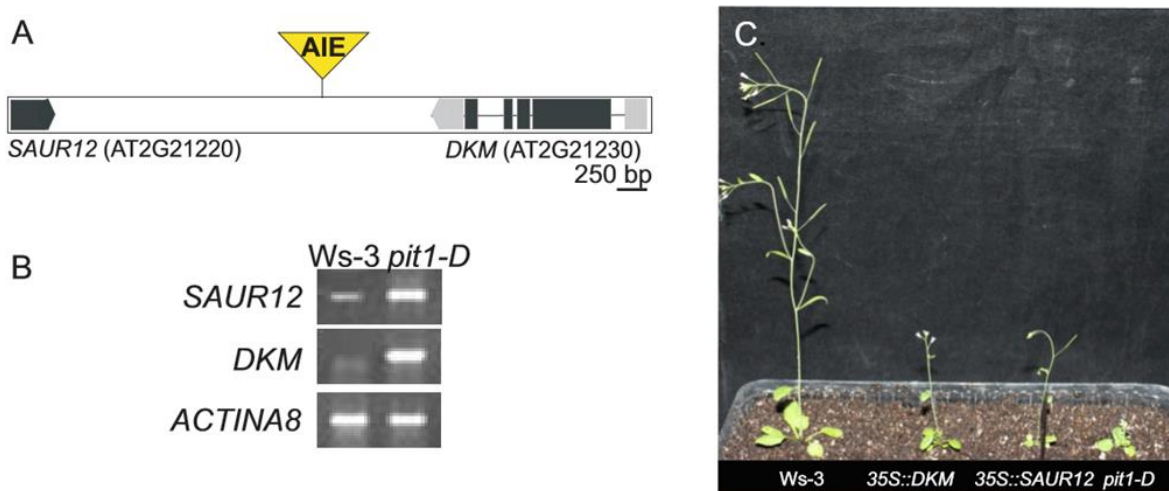 A
AIE
SAUR12 (AT2G21220) DKM (AT2G21230)
250 bp
B
Ws-3 pit1-D
SAUR12
DKM
ACTINA8
C.
Ws-3 35S::DKM 35S::SAUR12 pit1-D